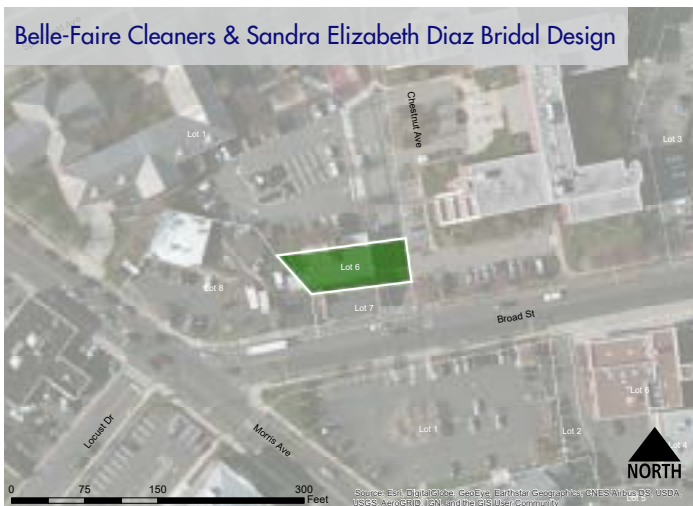 Belle-Faire Cleaners & Sandra Elizabeth Diaz Bridal Design
Chestnut Ave
Lot 1
Lot 3
Lot 6
Lot 8
Lot 7
Broad St
Lot 6
Locust Dr
Morris Ave
Lot 1
Lot 2
Lot 4
NORTH
0 75 150 300
Feet
Source: Esri, DigitalGlobe, GeoEye, Earthstar Geographics, CNES/Airbus DS, USDA,
USGS, AeroGRID, IGN, and the GIS User Community